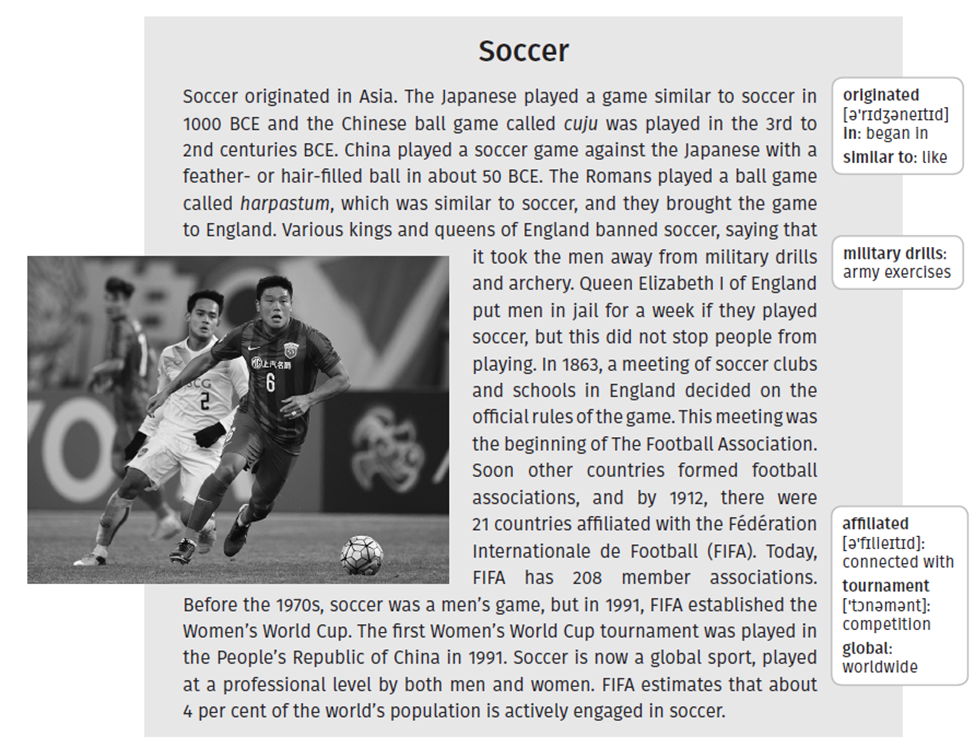 Soccer
Soccer originated in Asia. The Japanese played a game similar to soccer in
1000 BCE and the Chinese ball game called cuju was played in the 3rd to
2nd centuries BCE. China played a soccer game against the Japanese with a
feather- or hair-filled ball in about 50 BCE. The Romans played a ball game
called harpastum, which was similar to soccer, and they brought the game
to England. Various kings and queens of England banned soccer, saying that
it took the men away from military drills
and archery. Queen Elizabeth I of England
put men in jail for a week if they played
soccer, but this did not stop people from
playing. In 1863, a meeting of soccer clubs
and schools in England decided on the
official rules of the game. This meeting was
the beginning of The Football Association.
Soon other countries formed football
associations, and by 1912, there were
21 countries affiliated with the Fédération
Internationale de Football (FIFA). Today,
FIFA has 208 member associations.
Before the 1970s, soccer was a men's game, but in 1991, FIFA established the
Women's World Cup. The first Women's World Cup tournament was played in
the People's Republic of China in 1991. Soccer is now a global sport, played
at a professional level by both men and women. FIFA estimates that about
4 per cent of the world's population is actively engaged in soccer.
originated
[ə'rɪdʒəneɪtɪd]
in: began in
similar to: like
military drills:
army exercises
affiliated
[ə'fɪlieɪtɪd]:
connected with
tournament
['tɔnəmənt]:
competition
global:
worldwide
上汽名爵
6
2